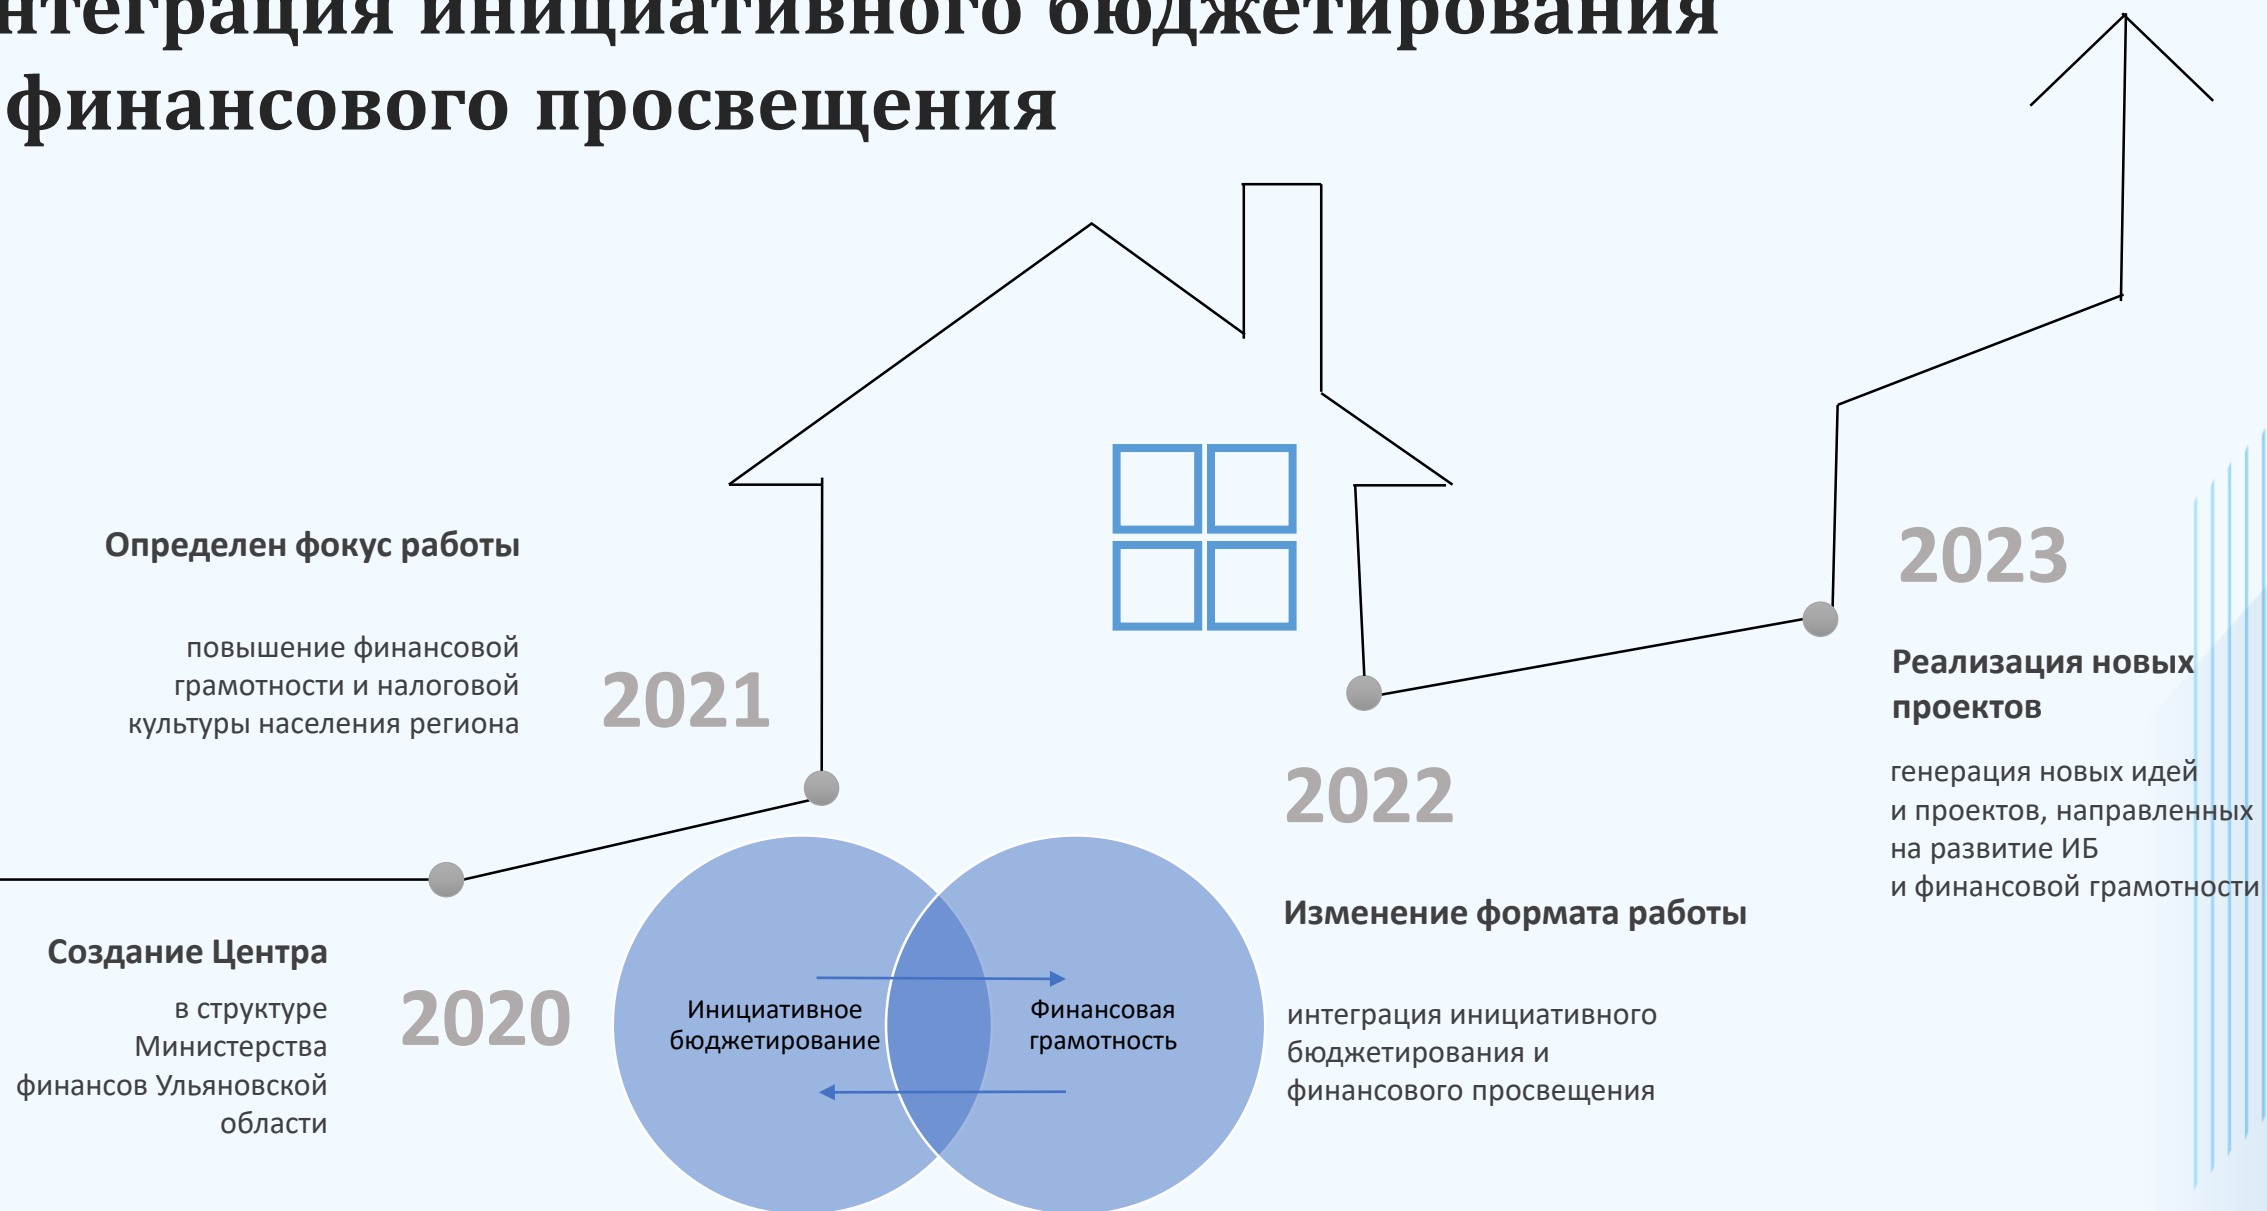 нтеграция инициативного бюджетирования
финансового просвещения
Определен фокус работы
повышение финансовой
грамотности и налоговой
культуры населения региона
2021
Создание Центра
в структуре
Министерства
финансов Ульяновской
области
2020
Инициативное
бюджетирование
Финансовая
грамотность
2022
Изменение формата работы
интеграция инициативного
бюджетирования и
финансового просвещения
2023
Реализация новых
проектов
генерация новых идей
и проектов, направленных
на развитие ИБ
и финансовой грамотности